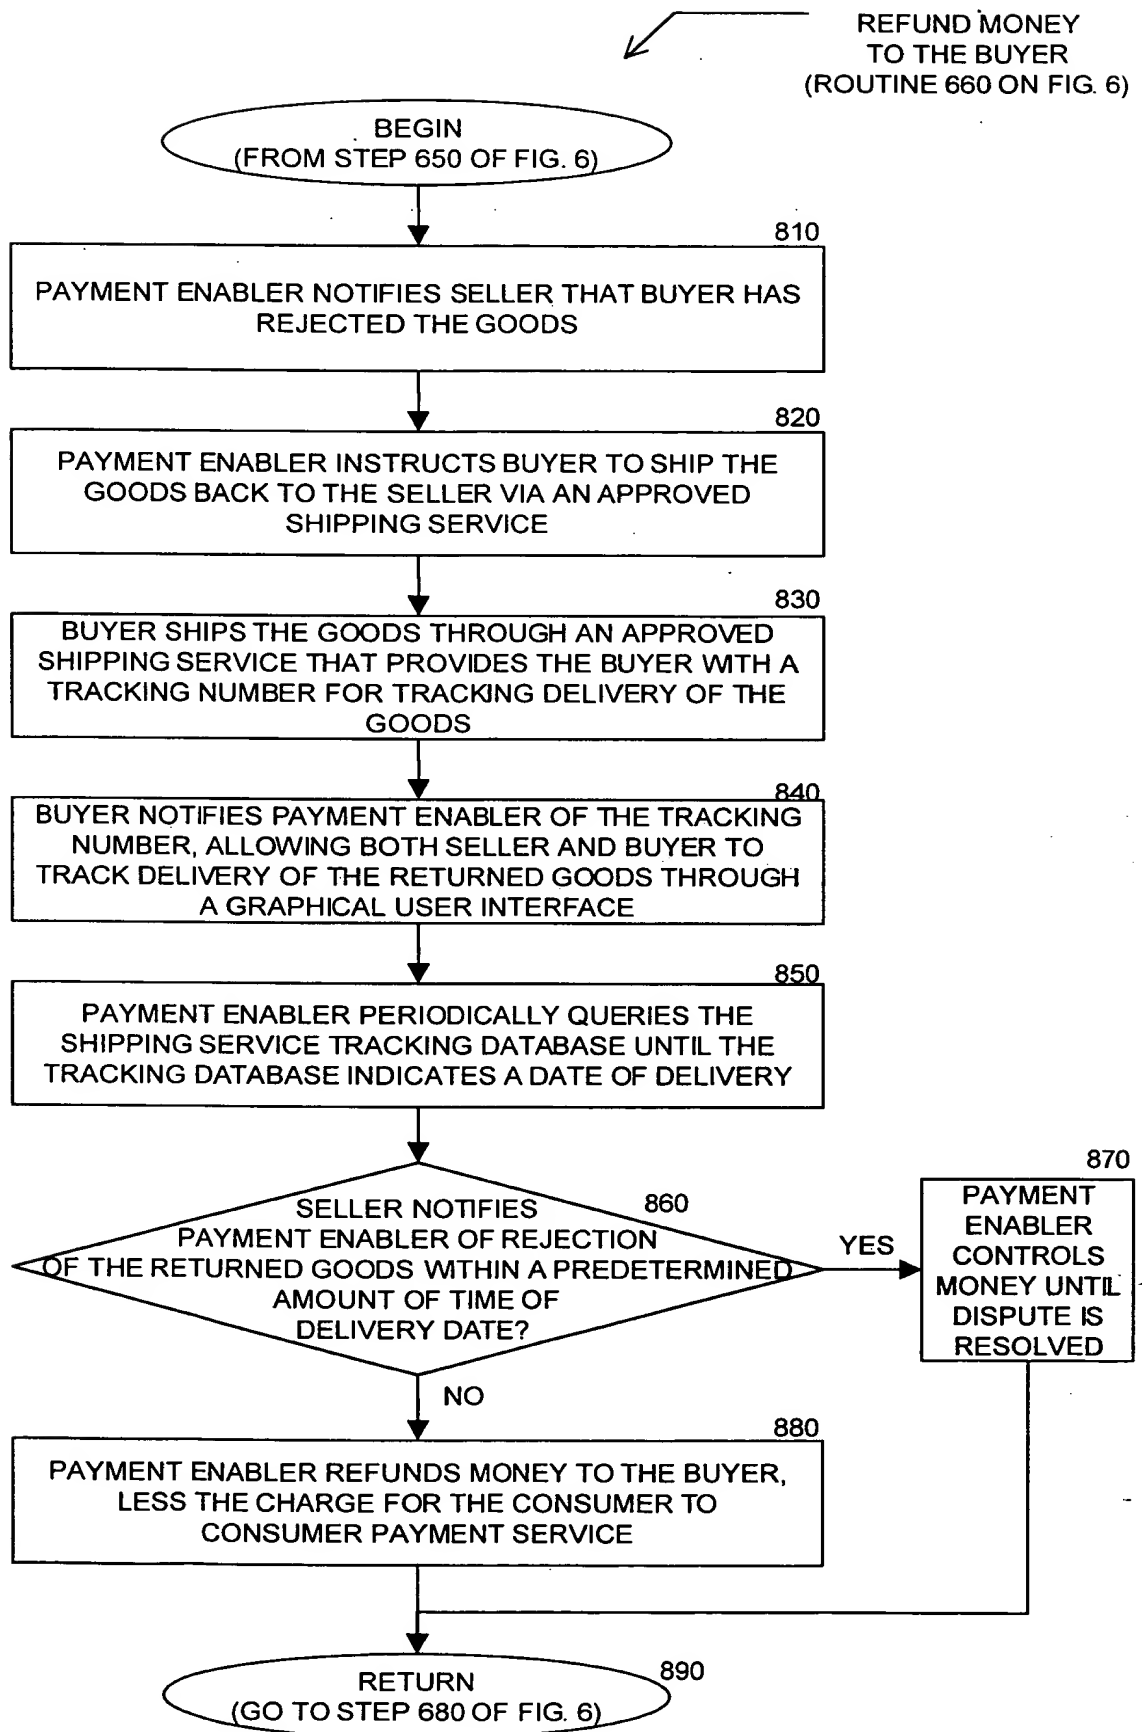 REFUND MONEY
TO THE BUYER
(ROUTINE 660 ON FIG. 6)
BEGIN
(FROM STEP 650 OF FIG. 6)
810
PAYMENT ENABLER NOTIFIES SELLER THAT BUYER HAS
REJECTED THE GOODS
820
PAYMENT ENABLER INSTRUCTS BUYER TO SHIP THE
GOODS BACK TO THE SELLER VIA AN APPROVED
SHIPPING SERVICE
830
BUYER SHIPS THE GOODS THROUGH AN APPROVED
SHIPPING SERVICE THAT PROVIDES THE BUYER WITH A
TRACKING NUMBER FOR TRACKING DELIVERY OF THE
GOODS
840
BUYER NOTIFIES PAYMENT ENABLER OF THE TRACKING
NUMBER, ALLOWING BOTH SELLER AND BUYER TO
TRACK DELIVERY OF THE RETURNED GOODS THROUGH
A GRAPHICAL USER INTERFACE
850
PAYMENT ENABLER PERIODICALLY QUERIES THE
SHIPPING SERVICE TRACKING DATABASE UNTIL THE
TRACKING DATABASE INDICATES A DATE OF DELIVERY
860
SELLER NOTIFIES
PAYMENT ENABLER OF REJECTION
OF THE RETURNED GOODS WITHIN A PREDETERMINED
AMOUNT OF TIME OF
DELIVERY DATE?
YES
870
PAYMENT
ENABLER
CONTROLS
MONEY UNTIL
DISPUTE IS
RESOLVED
NO
880
PAYMENT ENABLER REFUNDS MONEY TO THE BUYER,
LESS THE CHARGE FOR THE CONSUMER TO
CONSUMER PAYMENT SERVICE
890
RETURN
(GO TO STEP 680 OF FIG. 6)